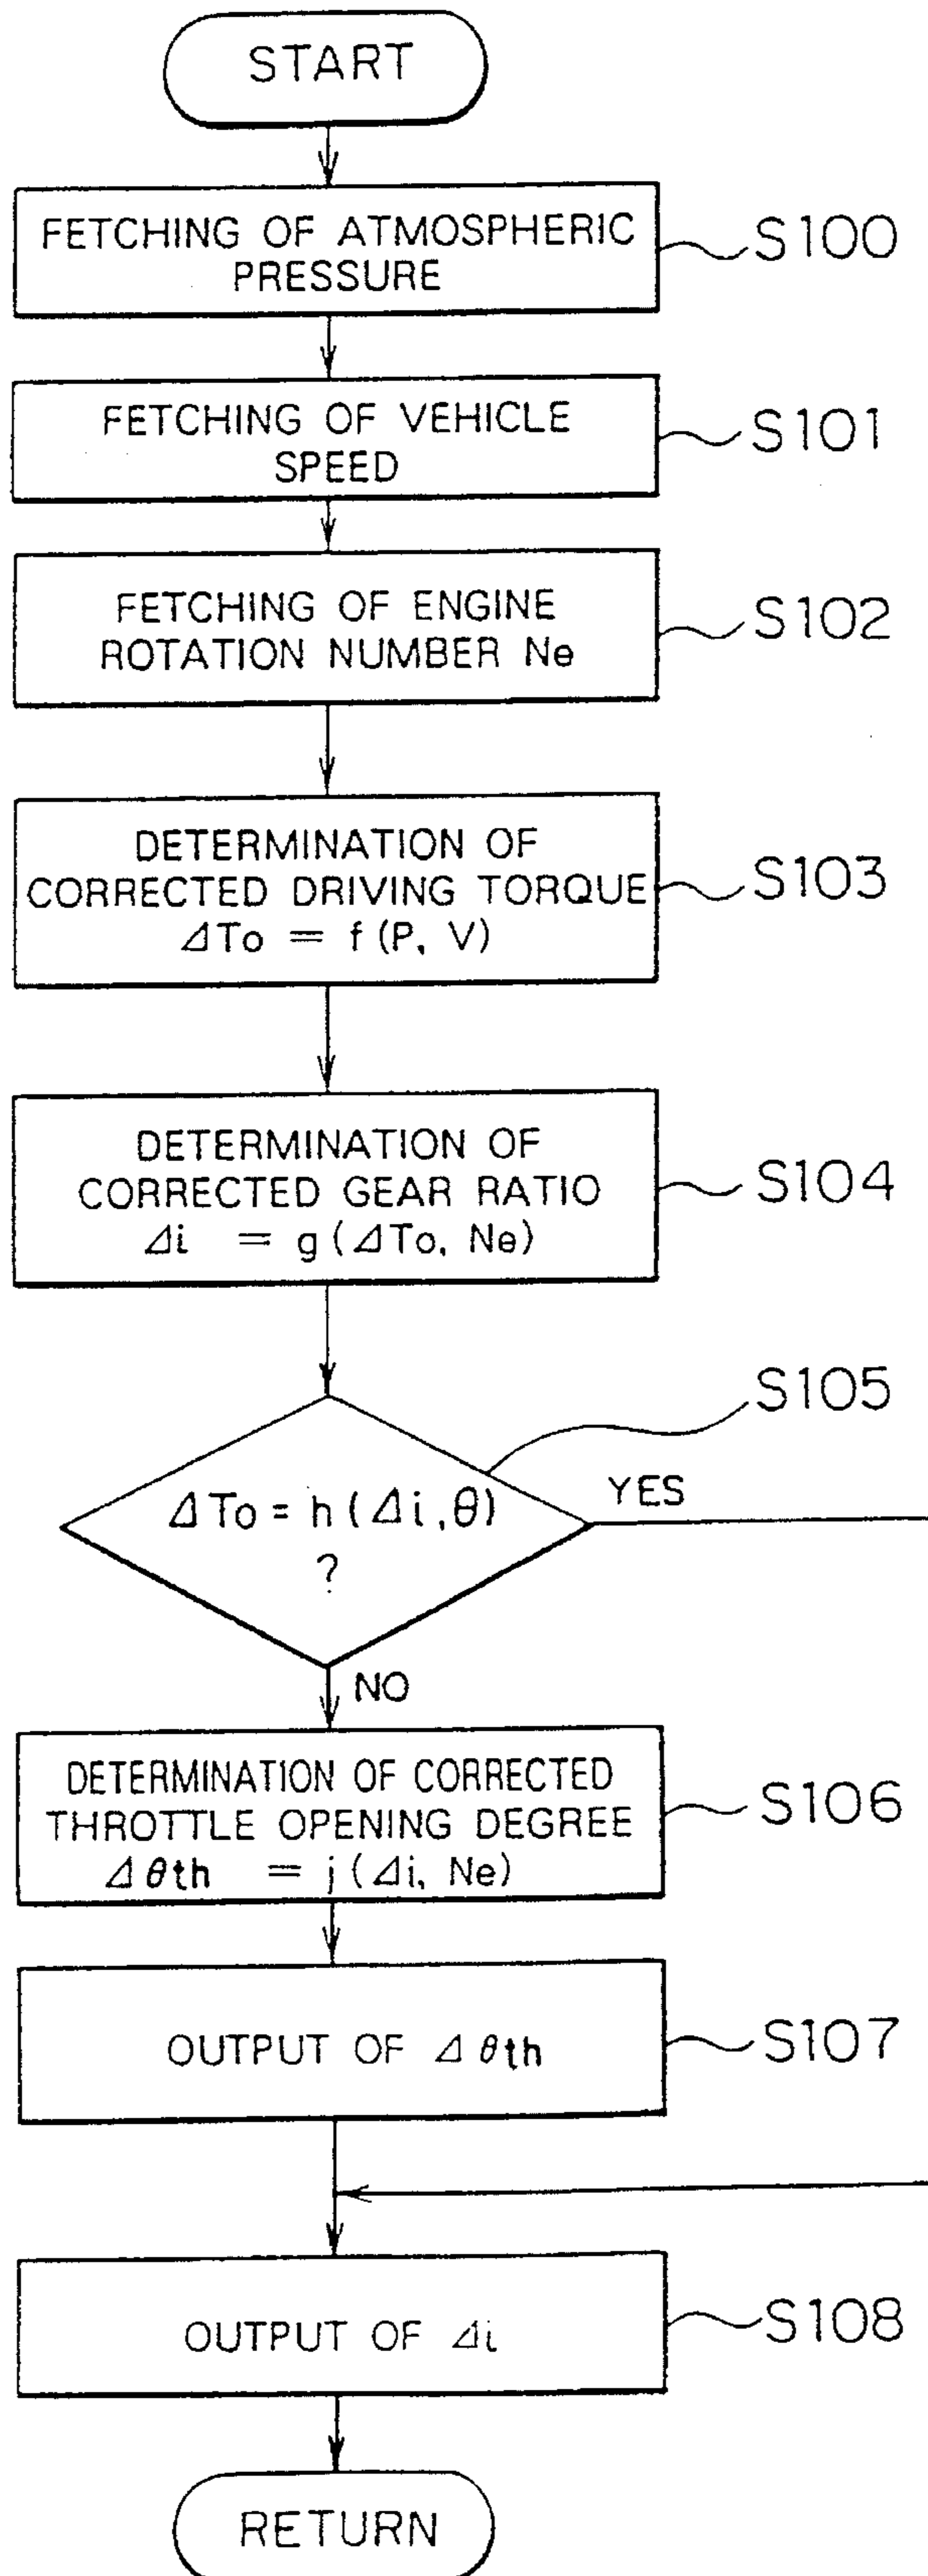 START
FETCHING OF ATMOSPHERIC
PRESSURE
S100
FETCHING OF VEHICLE
SPEED
S101
FETCHING OF ENGINE
ROTATION NUMBER Ne
S102
DETERMINATION OF
CORRECTED DRIVING TORQUE
ΔTo = f(P, V)
S103
DETERMINATION OF
CORRECTED GEAR RATIO
Δi = g(ΔTo, Ne)
S104
S105
ΔTo = h(Δi,θ)
?
YES
NO
DETERMINATION OF CORRECTED
THROTTLE OPENING DEGREE
Δθth = j(Δi, Ne)
S106
OUTPUT OF Δθth
S107
OUTPUT OF Δi
S108
RETURN